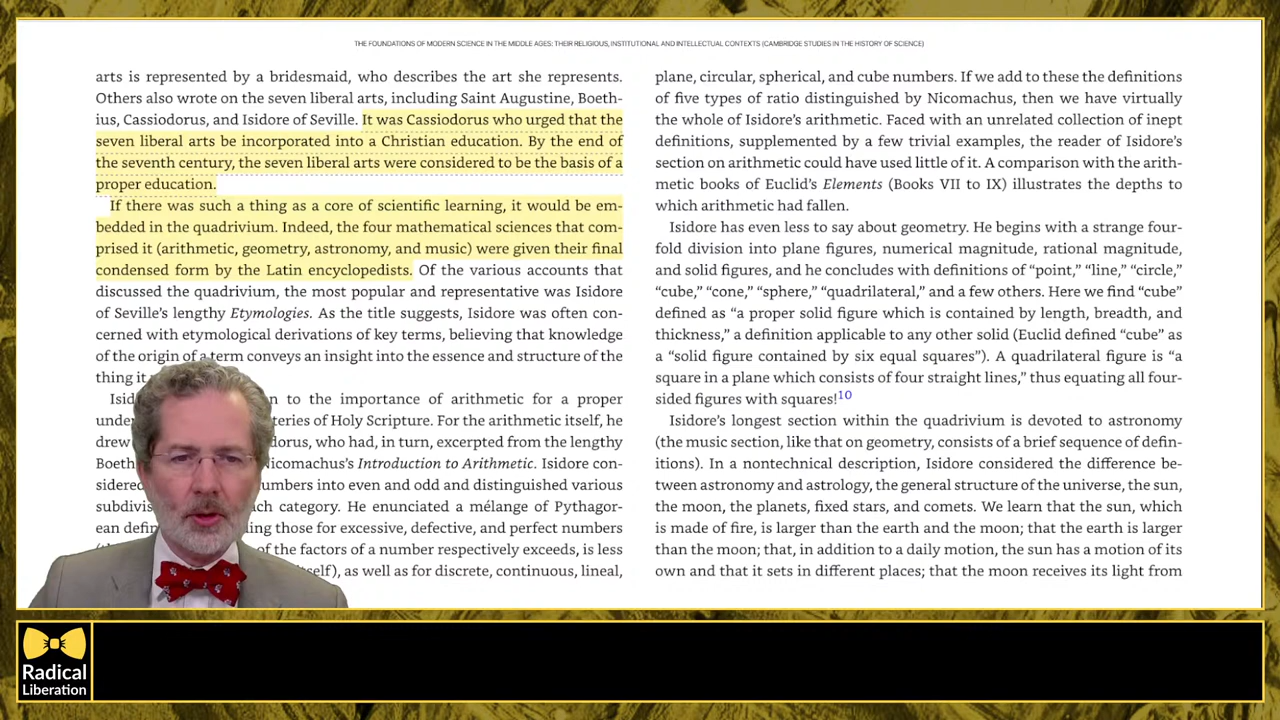 THE FOUNDATIONS OF MODERN SCIENCE IN THE MIDDLE AGES: THEIR RELIGIOUS, INSTITUTIONAL AND INTELLECTUAL CONTEXTS (CAMBRIDGE STUDIES IN THE HISTORY OF SCIENCE)
arts is represented by a bridesmaid, who describes the art she represents.
Others also wrote on the seven liberal arts, including Saint Augustine, Boeth-
ius, Cassiodorus, and Isidore of Seville. It was Cassiodorus who urged that the
seven liberal arts be incorporated into a Christian education. By the end of
the seventh century, the seven liberal arts were considered to be the basis of a
proper education.
If there was such a thing as a core of scientific learning, it would be em-
bedded in the quadrivium. Indeed, the four mathematical sciences that com-
prised it (arithmetic, geometry, astronomy, and music) were given their final
condensed form by the Latin encyclopedists. Of the various accounts that
discussed the quadrivium, the most popular and representative was Isidore
of Seville's lengthy Etymologies. As the title suggests, Isidore was often con-
cerned with etymological derivations of key terms, believing that knowledge
of the origin of a term conveys an insight into the essence and structure of the
thing it
Isid n to the importance of arithmetic for a proper
under teries of Holy Scripture. For the arithmetic itself, he
drew dorus, who had, in turn, excerpted from the lengthy
Boeth Nicomachus's Introduction to Arithmetic. Isidore con-
sidered umbers into even and odd and distinguished various
subdivis ch category. He enunciated a mélange of Pythagor-
ean defin ing those for excessive, defective, and perfect numbers
of the factors of a number respectively exceeds, is less
tself), as well as for discrete, continuous, lineal,
plane, circular, spherical, and cube numbers. If we add to these the definitions
of five types of ratio distinguished by Nicomachus, then we have virtually
the whole of Isidore's arithmetic. Faced with an unrelated collection of inept
definitions, supplemented by a few trivial examples, the reader of Isidore's
section on arithmetic could have used little of it. A comparison with the arith-
metic books of Euclid's Elements (Books VII to IX) illustrates the depths to
which arithmetic had fallen.
Isidore has even less to say about geometry. He begins with a strange four-
fold division into plane figures, numerical magnitude, rational magnitude,
and solid figures, and he concludes with definitions of “point,” “line,” “circle,”
“cube,” “cone,” “sphere,” “quadrilateral,” and a few others. Here we find “cube”
defined as “a proper solid figure which is contained by length, breadth, and
thickness,” a definition applicable to any other solid (Euclid defined “cube” as
a “solid figure contained by six equal squares”). A quadrilateral figure is “a
square in a plane which consists of four straight lines,” thus equating all four-
sided figures with squares!10
Isidore's longest section within the quadrivium is devoted to astronomy
(the music section, like that on geometry, consists of a brief sequence of defin-
itions). In a nontechnical description, Isidore considered the difference be-
tween astronomy and astrology, the general structure of the universe, the sun,
the moon, the planets, fixed stars, and comets. We learn that the sun, which
is made of fire, is larger than the earth and the moon; that the earth is larger
than the moon; that, in addition to a daily motion, the sun has a motion of its
own and that it sets in different places; that the moon receives its light from
Radical
Liberation